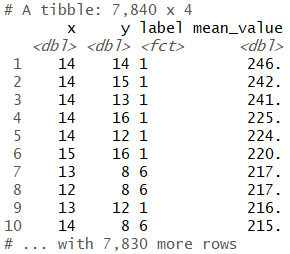 # A tibble: 7,840 x 4
x y label mean_value
<dbl> <dbl> <fct> <dbl>
1 14 14 1 246.
2 14 15 1 242.
3 14 13 1 241.
4 14 16 1 225.
5 14 12 1 224.
6 15 16 1 220.
7 13 8 6 217.
8 12 8 6 217.
9 13 12 1 216.
10 14 8 6 215.
# ... with 7,830 more rows